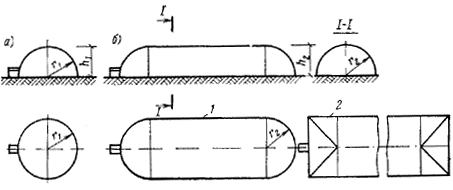 а)
r₁
h₁
б)
I
h₂
I-I
r₂
r₁
I
1
r₂
2